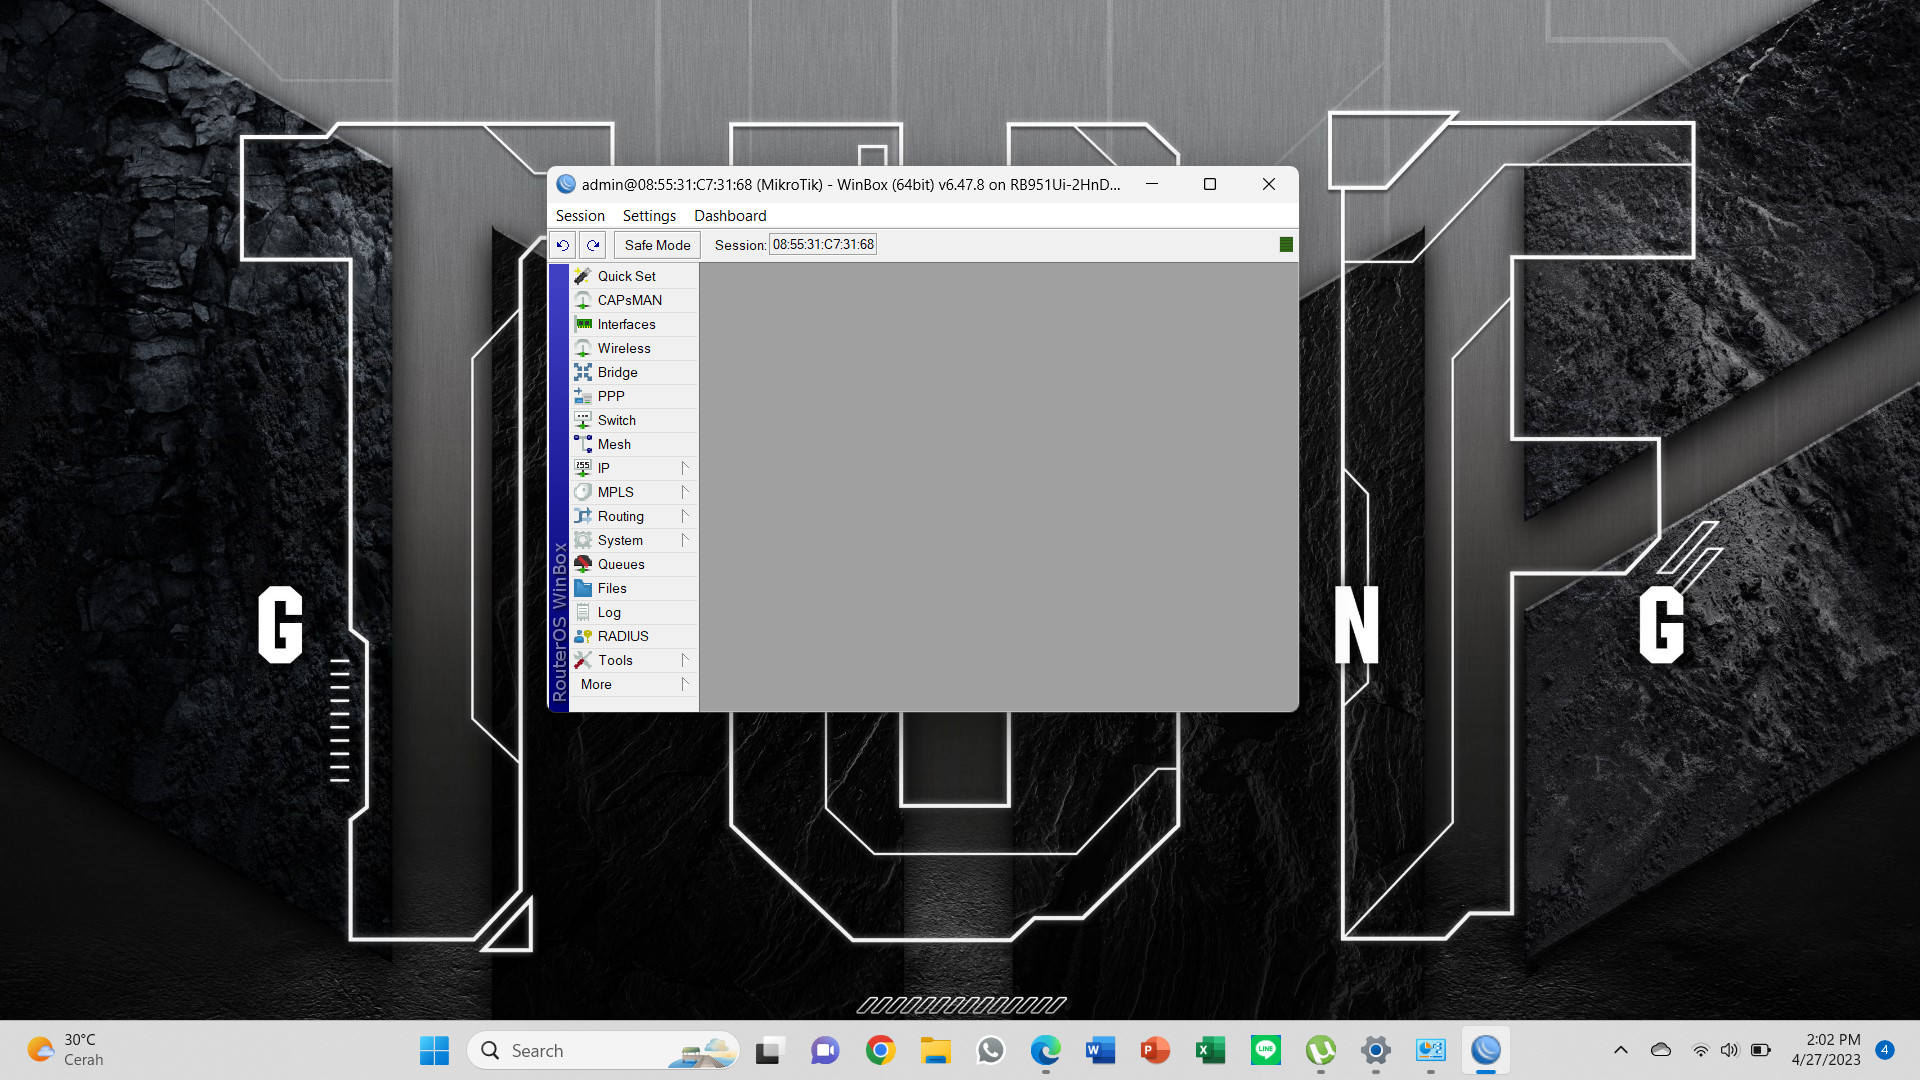 admin@08:55:31:C7:31:68 (MikroTik) - WinBox (64bit) v6.47.8 on RB951Ui-2HnD...
Session Settings Dashboard
Safe Mode Session: 08:55:31:C7:31:68
Quick Set
CAPsMAN
Interfaces
Wireless
Bridge
PPP
Switch
Mesh
IP
MPLS
Routing
System
Queues
Files
Log
RADIUS
Tools
More
RouterOS WinBox
G N G
30°C
Cerah
Search
2:02 PM
4/27/2023
4